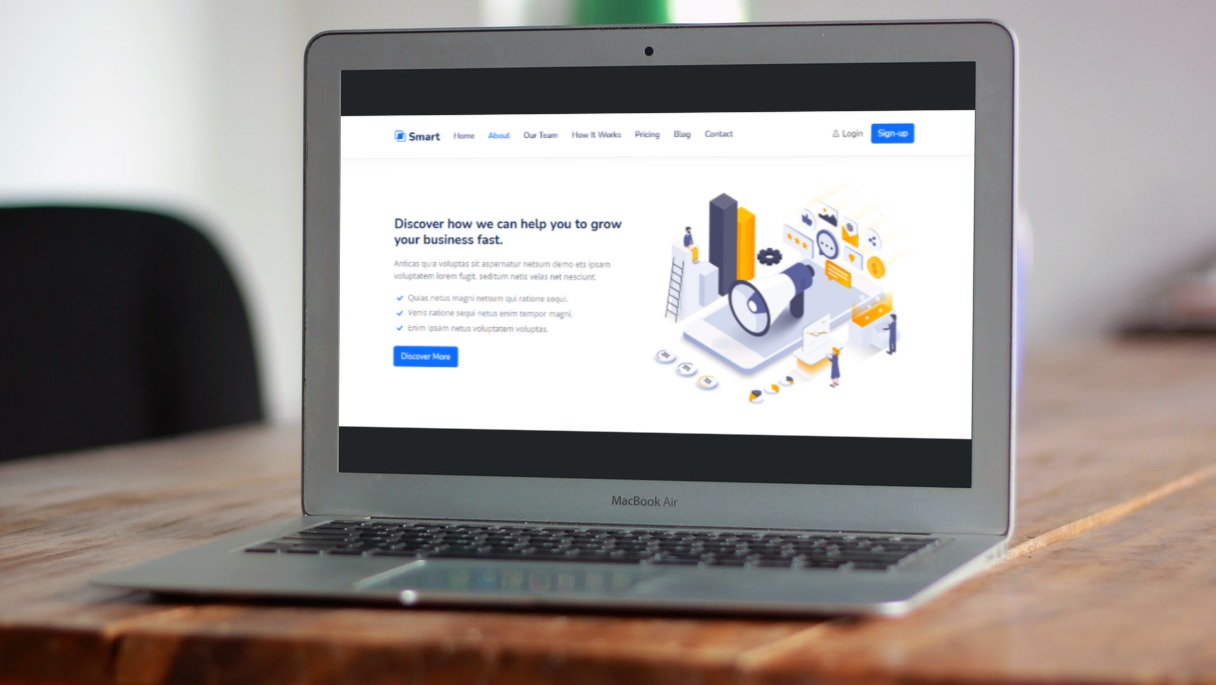 Smart Home About Our Team How It Works Pricing Blog Contact Login Sign-up
Discover how we can help you to grow
your business fast.
Anticas quia voluptas sit aspernatur netsum demo ets ipsam
voluptatem lorem fugit, seditum netis velas net nesciunt.
Quias netus magni netsum qui ratione sequi.
Venis ratione sequi netus enim tempor magni.
Enim ipsam netus voluptatem voluptas.
Discover More
MacBook Air